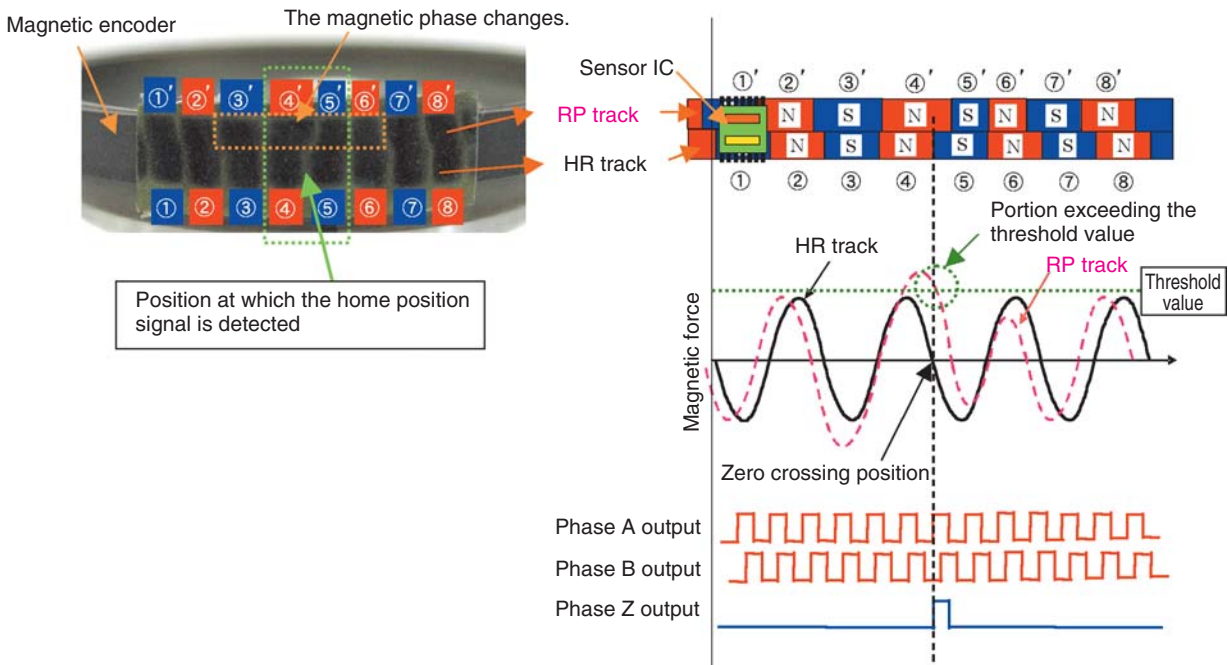 Magnetic encoder
The magnetic phase changes.
①′ ②′ ③′ ④′ ⑤′ ⑥′ ⑦′ ⑧′
RP track
HR track
① ② ③ ④ ⑤ ⑥ ⑦ ⑧
Position at which the home position
signal is detected
Sensor IC
①′ ②′ ③′ ④′ ⑤′ ⑥′ ⑦′ ⑧′
N S N S N S N
N S N S N S N
① ② ③ ④ ⑤ ⑥ ⑦ ⑧
Portion exceeding the
threshold value
HR track
RP track
Threshold
value
Magnetic force
Zero crossing position
Phase A output
Phase B output
Phase Z output